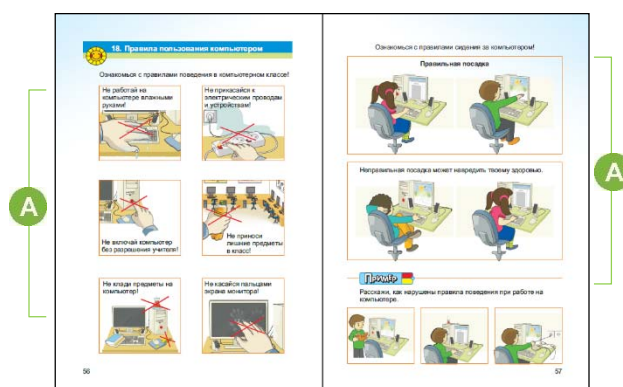 18. Правила пользования компьютером
Ознакомься с правилами поведения в компьютерном классе!
Не работай на
компьютере влажными
руками!
Не прикасайся к
электрическим проводам
и устройствам!
Не включай компьютер
без разрешения учителя!
Не приноси
лишние предметы
в класс!
Не клади предметы на
компьютер!
Не касайся пальцами
экрана монитора!
56
Ознакомься с правилами сидения за компьютером!
Правильная посадка
Неправильная посадка может навредить твоему здоровью.
Пример
Расскажи, как нарушены правила поведения при работе на
компьютере.
57
A
A